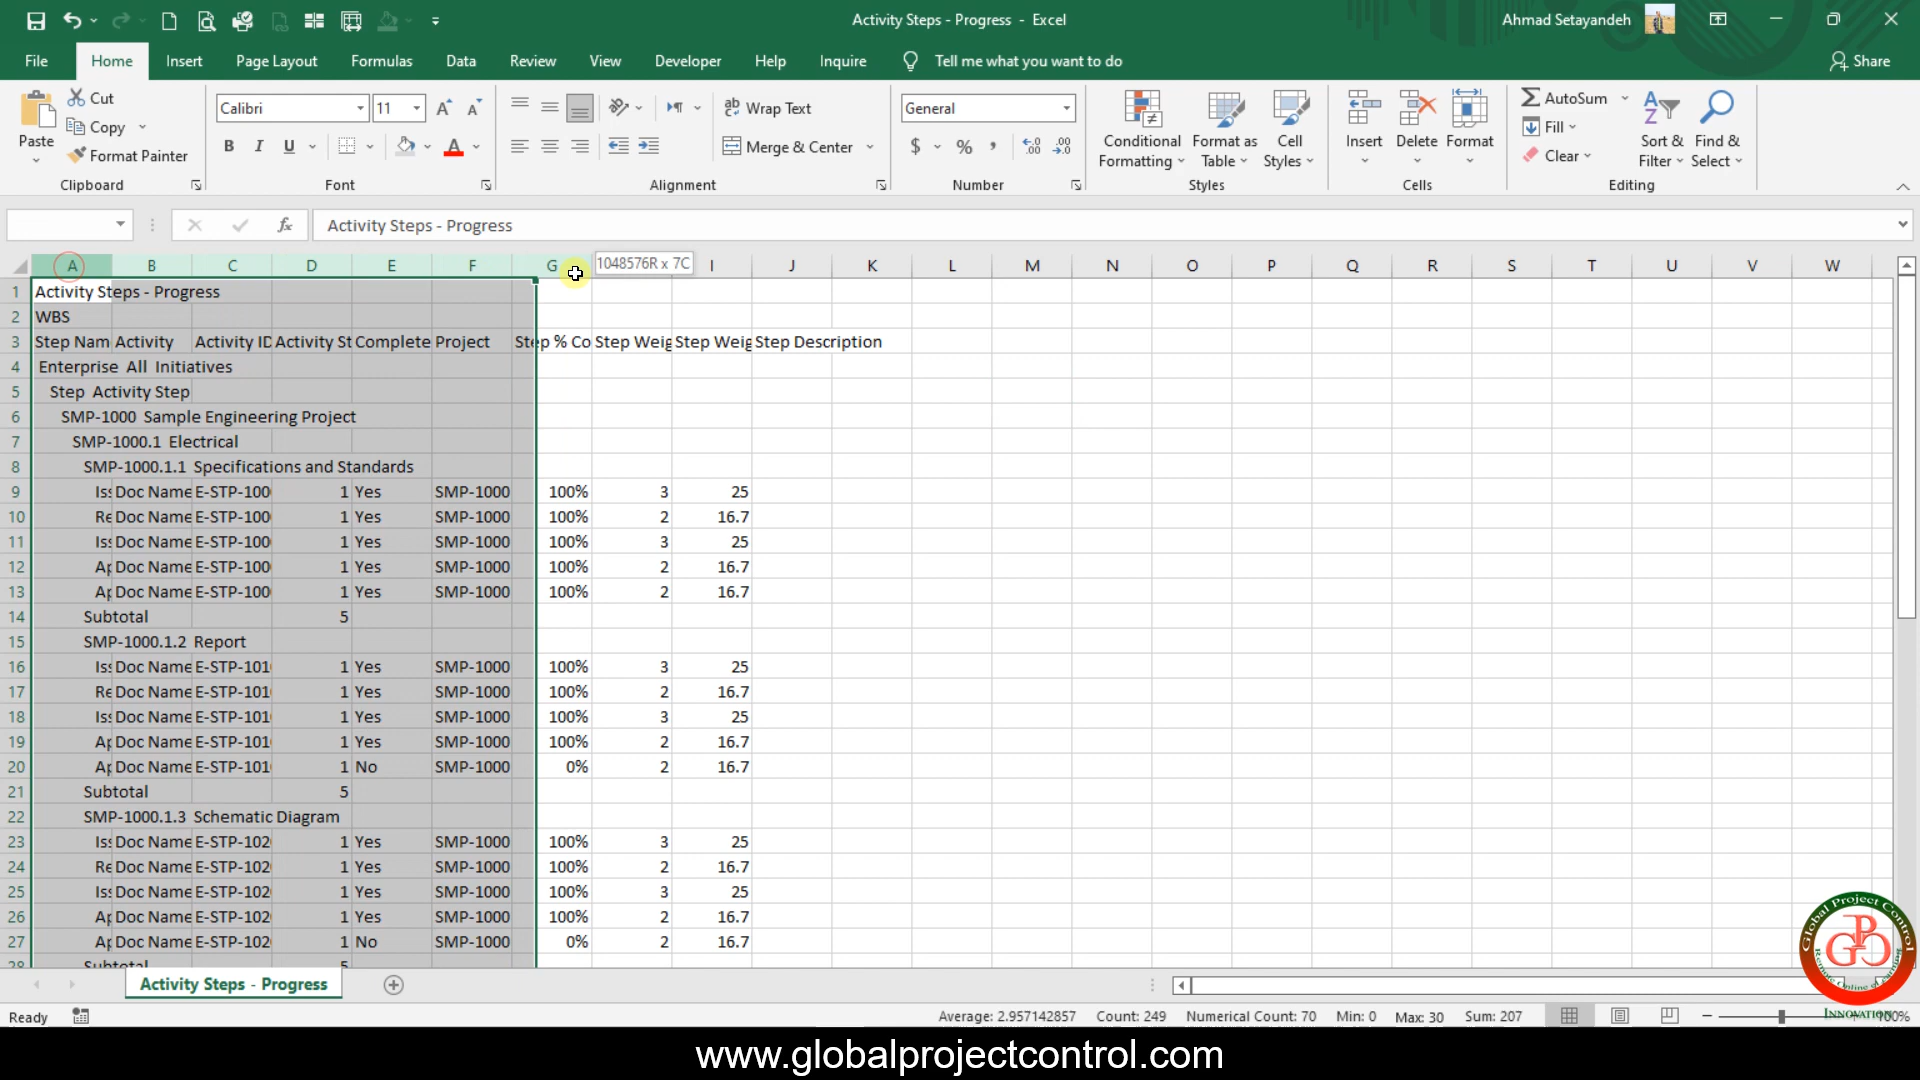 Activity Steps - Progress - Excel
Ahmad Setayandeh
File Home Insert Page Layout Formulas Data Review View Developer Help Inquire Tell me what you want to do Share
Paste Cut Copy Format Painter Clipboard
Calibri 11 B I U A Font
Wrap Text Merge & Center Alignment
General $ % , Number
Conditional Formatting Format as Table Cell Styles Styles
Insert Delete Format Cells
AutoSum Fill Clear Sort & Filter Find & Select Editing
fx Activity Steps - Progress
A B C D E F G 1048576R x 7C I J K L M N O P Q R S T U V W
1 Activity Steps - Progress
2 WBS
3 Step Nam Activity Activity ID Activity St Complete Project Step % Co Step Weig Step Weig Step Description
4 Enterprise All Initiatives
5 Step Activity Step
6 SMP-1000 Sample Engineering Project
7 SMP-1000.1 Electrical
8 SMP-1000.1.1 Specifications and Standards
9 Iss Doc Name E-STP-100 1 Yes SMP-1000 100% 3 25
10 Re Doc Name E-STP-100 1 Yes SMP-1000 100% 2 16.7
11 Iss Doc Name E-STP-100 1 Yes SMP-1000 100% 3 25
12 Ap Doc Name E-STP-100 1 Yes SMP-1000 100% 2 16.7
13 Ap Doc Name E-STP-100 1 Yes SMP-1000 100% 2 16.7
14 Subtotal 5
15 SMP-1000.1.2 Report
16 Iss Doc Name E-STP-101 1 Yes SMP-1000 100% 3 25
17 Re Doc Name E-STP-101 1 Yes SMP-1000 100% 2 16.7
18 Iss Doc Name E-STP-101 1 Yes SMP-1000 100% 3 25
19 Ap Doc Name E-STP-101 1 Yes SMP-1000 100% 2 16.7
20 Ap Doc Name E-STP-101 1 No SMP-1000 0% 2 16.7
21 Subtotal 5
22 SMP-1000.1.3 Schematic Diagram
23 Iss Doc Name E-STP-102 1 Yes SMP-1000 100% 3 25
24 Re Doc Name E-STP-102 1 Yes SMP-1000 100% 2 16.7
25 Iss Doc Name E-STP-102 1 Yes SMP-1000 100% 3 25
26 Ap Doc Name E-STP-102 1 Yes SMP-1000 100% 2 16.7
27 Ap Doc Name E-STP-102 1 No SMP-1000 0% 2 16.7
28 Subtotal 5
Activity Steps - Progress
Global Project Control
GPC
Innovation
Ready Average: 2.957142857 Count: 249 Numerical Count: 70 Min: 0 Max: 30 Sum: 207 100%
www.globalprojectcontrol.com